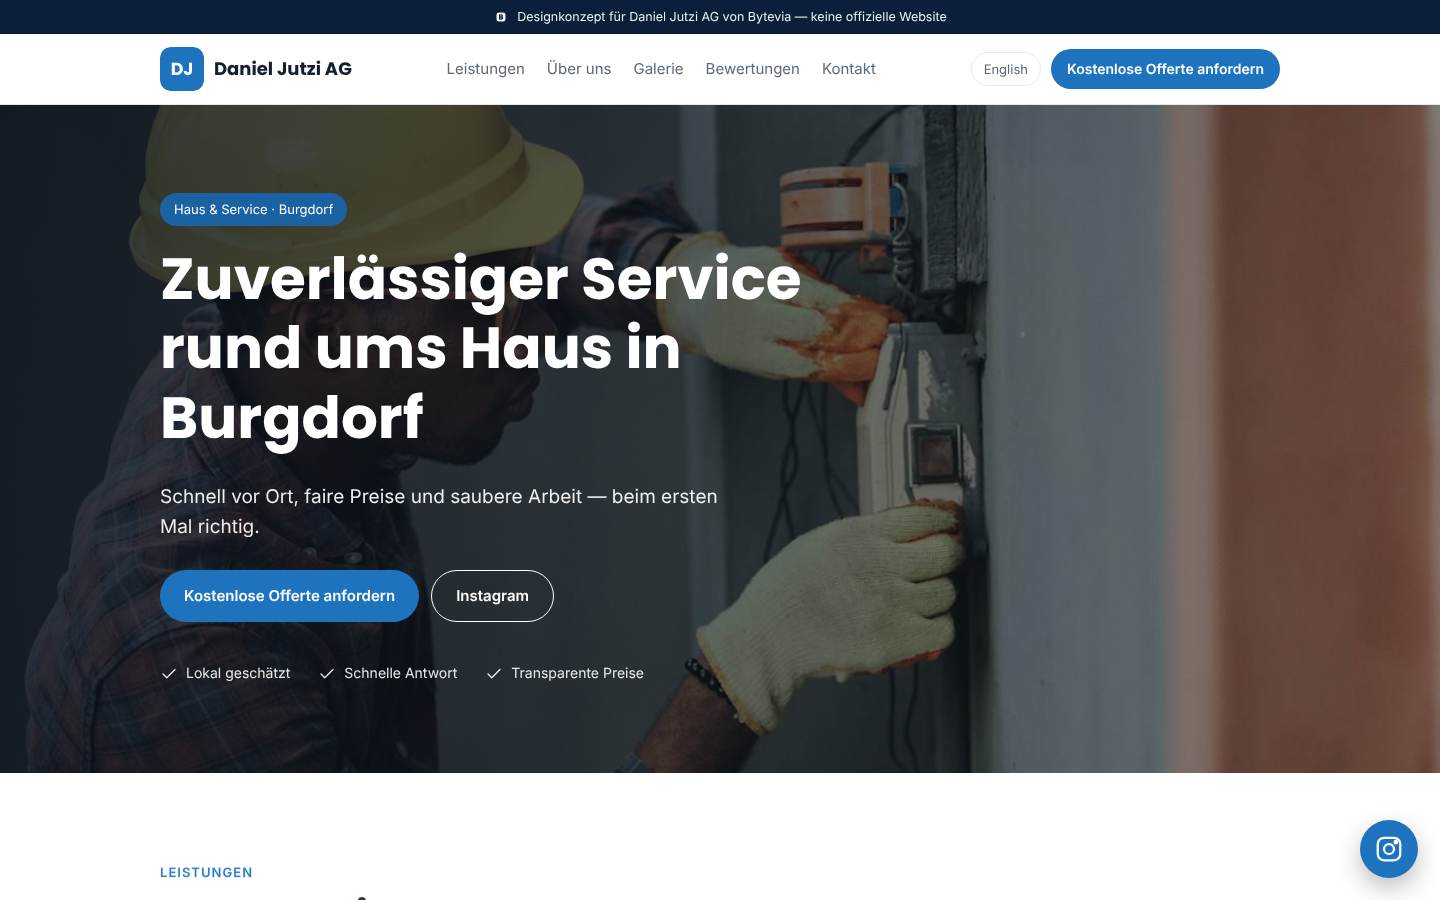 Designkonzept für Daniel Jutzi AG von Bytevia — keine offizielle Website
DJ
Daniel Jutzi AG
Leistungen
Über uns
Galerie
Bewertungen
Kontakt
English
Kostenlose Offerte anfordern
Haus & Service · Burgdorf
Zuverlässiger Service
rund ums Haus in
Burgdorf
Schnell vor Ort, faire Preise und saubere Arbeit — beim ersten
Mal richtig.
Kostenlose Offerte anfordern
Instagram
Lokal geschätzt
Schnelle Antwort
Transparente Preise
LEISTUNGEN